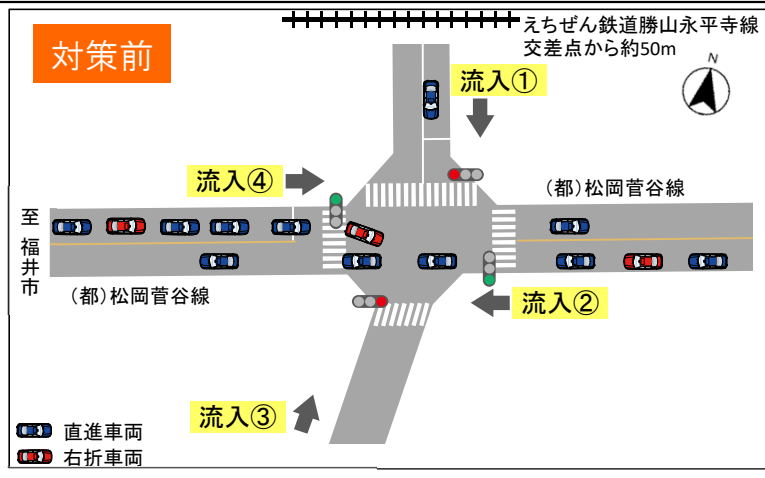 対策前
えちぜん鉄道勝山永平寺線
交差点から約50m
N
流入①
流入④
(都)松岡菅谷線
至 福井市
(都)松岡菅谷線
流入②
流入③
直進車両
右折車両